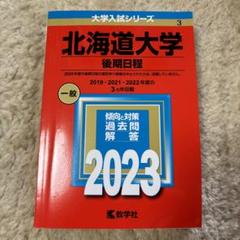 大学入試シリーズ
3
北海道大学
後期日程
2019・2021・2022年度の
3カ年収載
一般
傾向と対策
過去問
解答
2023
教学社